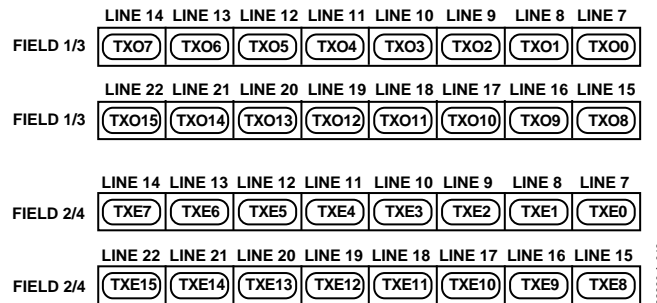 LINE 14 LINE 13 LINE 12 LINE 11 LINE 10 LINE 9 LINE 8 LINE 7
FIELD 1/3 TXO7 TXO6 TXO5 TXO4 TXO3 TXO2 TXO1 TXO0
LINE 22 LINE 21 LINE 20 LINE 19 LINE 18 LINE 17 LINE 16 LINE 15
FIELD 1/3 TXO15 TXO14 TXO13 TXO12 TXO11 TXO10 TXO9 TXO8
LINE 14 LINE 13 LINE 12 LINE 11 LINE 10 LINE 9 LINE 8 LINE 7
FIELD 2/4 TXE7 TXE6 TXE5 TXE4 TXE3 TXE2 TXE1 TXE0
LINE 22 LINE 21 LINE 20 LINE 19 LINE 18 LINE 17 LINE 16 LINE 15
FIELD 2/4 TXE15 TXE14 TXE13 TXE12 TXE11 TXE10 TXE9 TXE8